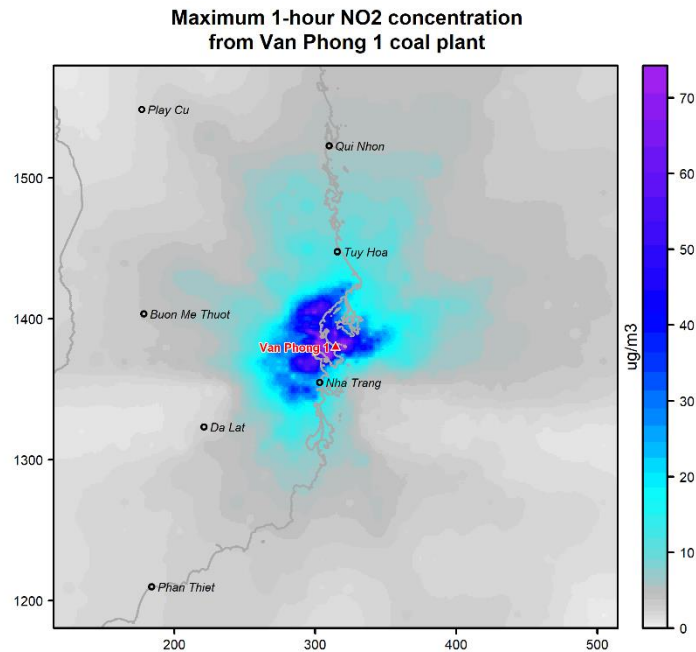 Maximum 1-hour NO2 concentration
from Van Phong 1 coal plant
Play Cu
Qui Nhon
Tuy Hoa
Buon Me Thuot
Van Phong 1
Nha Trang
Da Lat
Phan Thiet
1500
1400
1300
1200
200
300
400
500
70
60
50
40
30
20
10
0
ug/m3